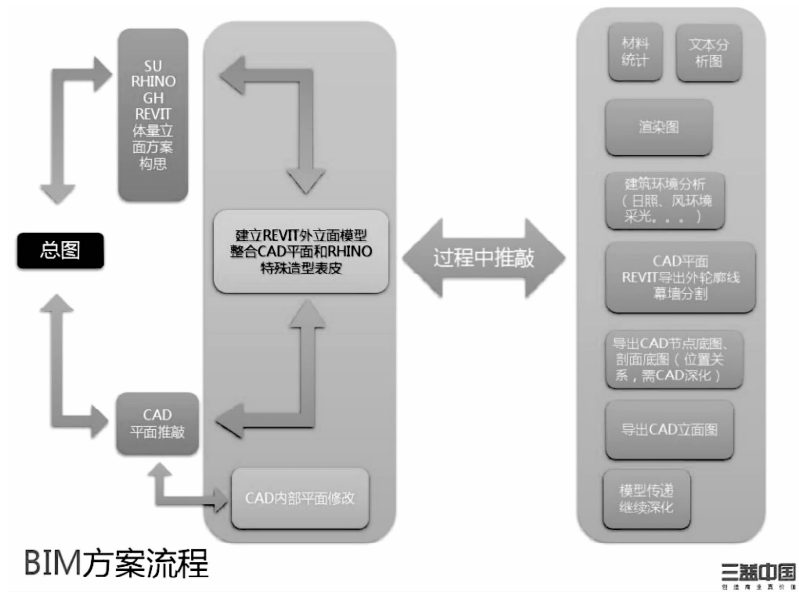 SU
RHINO
GH
REVIT
体量立
面方案
构思
总图
CAD
平面推敲
建立REVIT外立面模型
整合CAD平面和RHINO
特殊造型表皮
CAD内部平面修改
过程中推敲
材料
统计
文本分
析图
渲染图
建筑环境分析
（日照、风环境
采光。。。）
CAD平面
REVIT导出外轮廓线
幕墙分割
导出CAD节点底图、
剖面底图（位置关
系，需CAD深化）
导出CAD立面图
模型传递
继续深化
BIM方案流程
三益中国
创造商业真价值